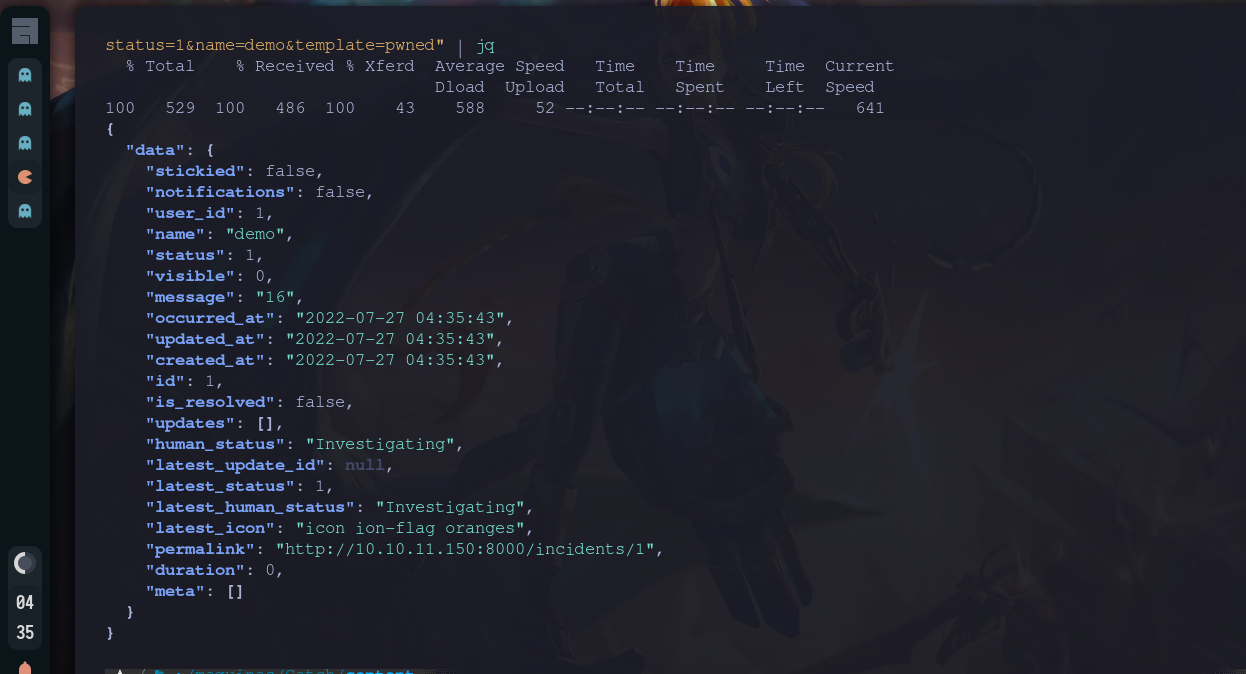 status=1&name=demo&template=pwned" | jq
% Total % Received % Xferd Average Speed Time Time Time Current
Dload Upload Total Spent Left Speed
100 529 100 486 100 43 588 52 --:--:-- --:--:-- --:--:-- 641
{
"data": {
"stickied": false,
"notifications": false,
"user_id": 1,
"name": "demo",
"status": 1,
"visible": 0,
"message": "16",
"occurred_at": "2022-07-27 04:35:43",
"updated_at": "2022-07-27 04:35:43",
"created_at": "2022-07-27 04:35:43",
"id": 1,
"is_resolved": false,
"updates": [],
"human_status": "Investigating",
"latest_update_id": null,
"latest_status": 1,
"latest_human_status": "Investigating",
"latest_icon": "icon ion-flag oranges",
"permalink": "http://10.10.11.150:8000/incidents/1",
"duration": 0,
"meta": []
}
}
04
35